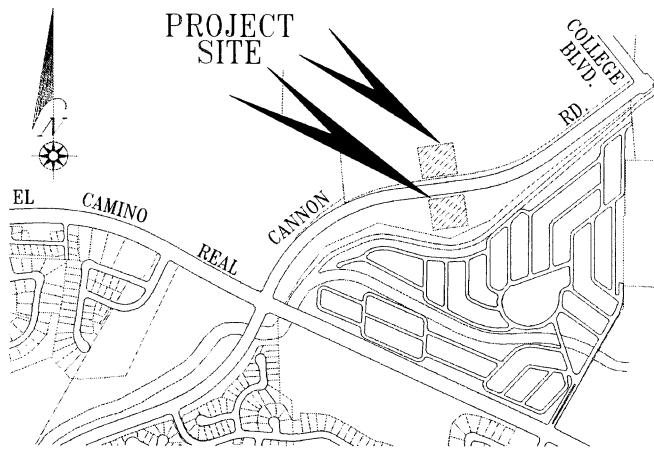 PROJECT
SITE
COLLEGE
BLVD.
RD.
CANNON
EL CAMINO REAL
N